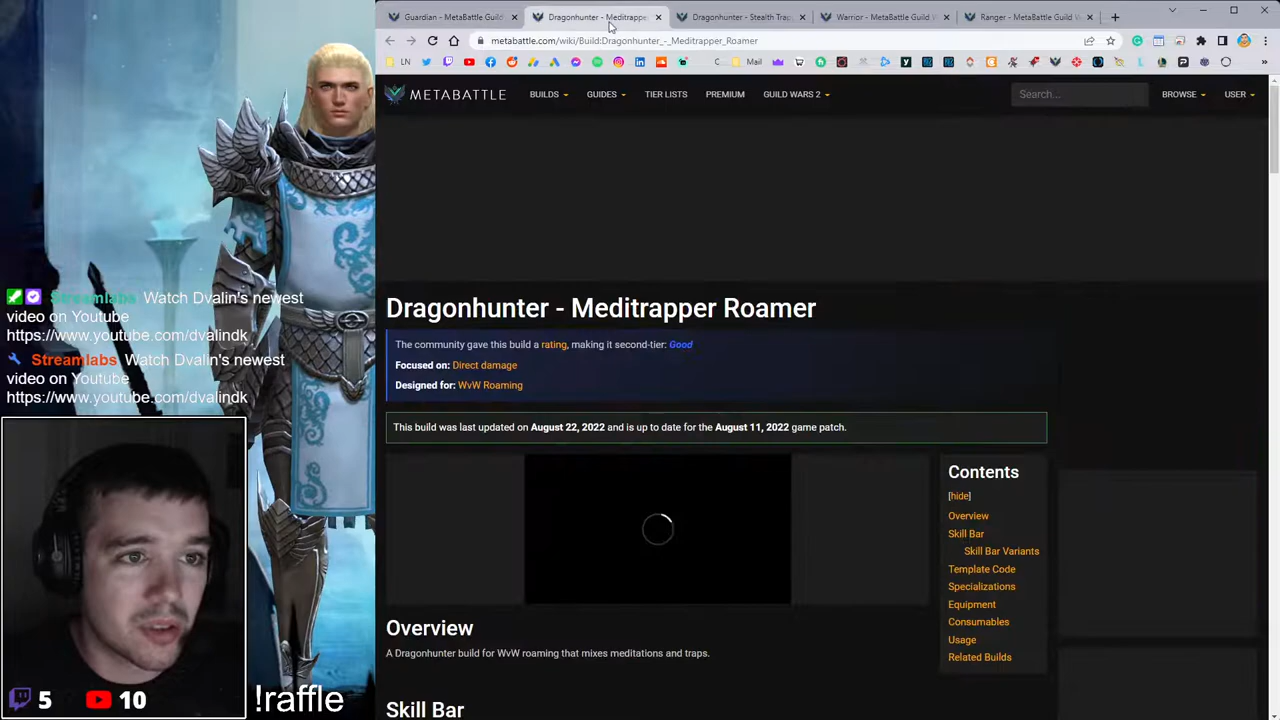 Guardian - MetaBattle Guild
Dragonhunter - Meditrapper
Dragonhunter - Stealth Trap
Warrior - MetaBattle Guild W
Ranger - MetaBattle Guild W
metabattle.com/wiki/Build:Dragonhunter_-_Meditrapper_Roamer
LN
C
Mail
METABATTLE
BUILDS
GUIDES
TIER LISTS
PREMIUM
GUILD WARS 2
Search...
BROWSE
USER
Dragonhunter - Meditrapper Roamer
The community gave this build a rating, making it second-tier: Good
Focused on: Direct damage
Designed for: WvW Roaming
This build was last updated on August 22, 2022 and is up to date for the August 11, 2022 game patch.
Contents
[hide]
Overview
Skill Bar
Skill Bar Variants
Template Code
Specializations
Equipment
Consumables
Usage
Related Builds
Overview
A Dragonhunter build for WvW roaming that mixes meditations and traps.
Skill Bar
Streamlabs Watch Dvalin's newest
video on Youtube
https://www.youtube.com/dvalindk
Streamlabs Watch Dvalin's newest
video on Youtube
https://www.youtube.com/dvalindk
5
10
!raffle